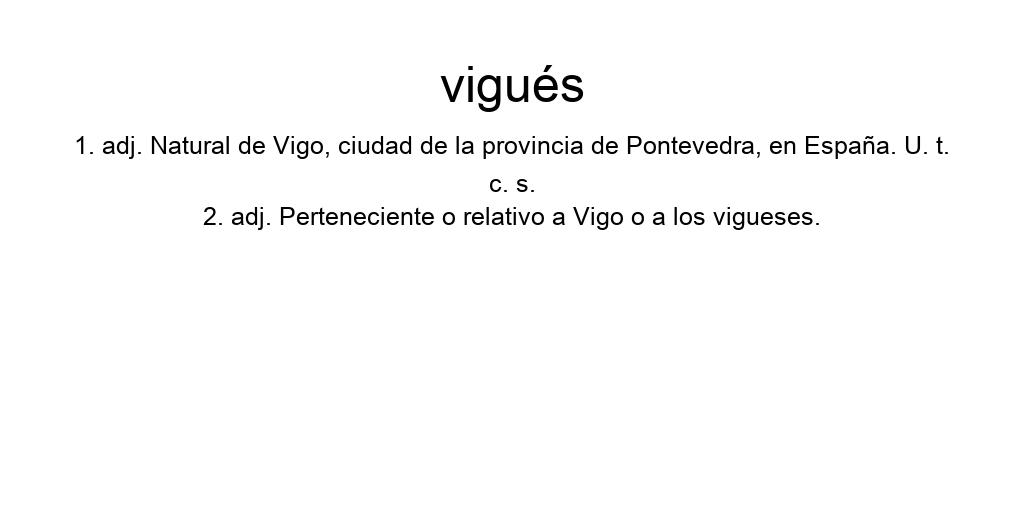 vigués
1. adj. Natural de Vigo, ciudad de la provincia de Pontevedra, en España. U. t.
c. s.
2. adj. Perteneciente o relativo a Vigo o a los vigueses.